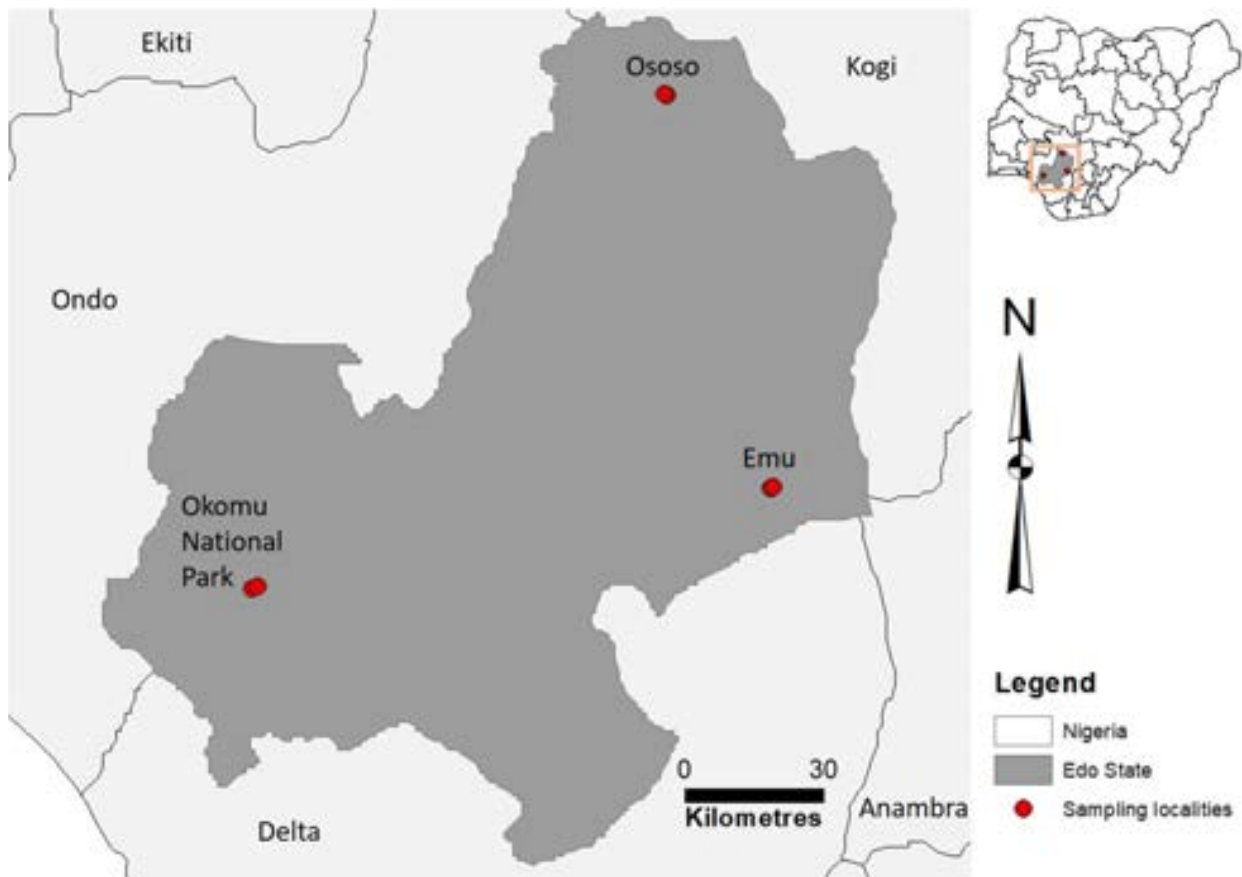 Ekiti
Ososo
Kogi
Ondo
Emu
Okomu
National
Park
Delta
0 30
Kilometres
Anambra
N
Legend
Nigeria
Edo State
Sampling localities